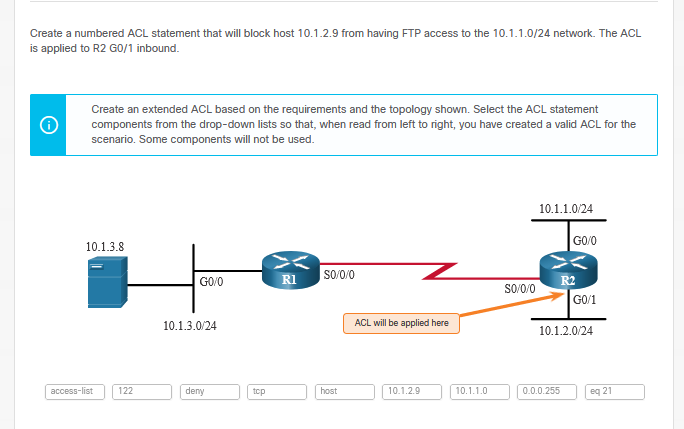 Create a numbered ACL statement that will block host 10.1.2.9 from having FTP access to the 10.1.1.0/24 network. The ACL
is applied to R2 G0/1 inbound.
Create an extended ACL based on the requirements and the topology shown. Select the ACL statement
components from the drop-down lists so that, when read from left to right, you have created a valid ACL for the
scenario. Some components will not be used.
10.1.1.0/24
G0/0
10.1.3.8
G0/0
R1
S0/0/0
R2
S0/0/0
G0/1
ACL will be applied here
10.1.3.0/24
10.1.2.0/24
access-list 122 deny tcp host 10.1.2.9 10.1.1.0 0.0.0.255 eq 21